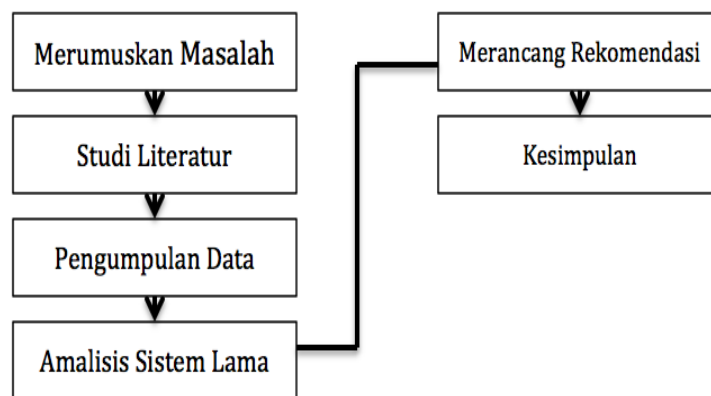 Merumuskan Masalah
Studi Literatur
Pengumpulan Data
Amalisis Sistem Lama
Merancang Rekomendasi
Kesimpulan